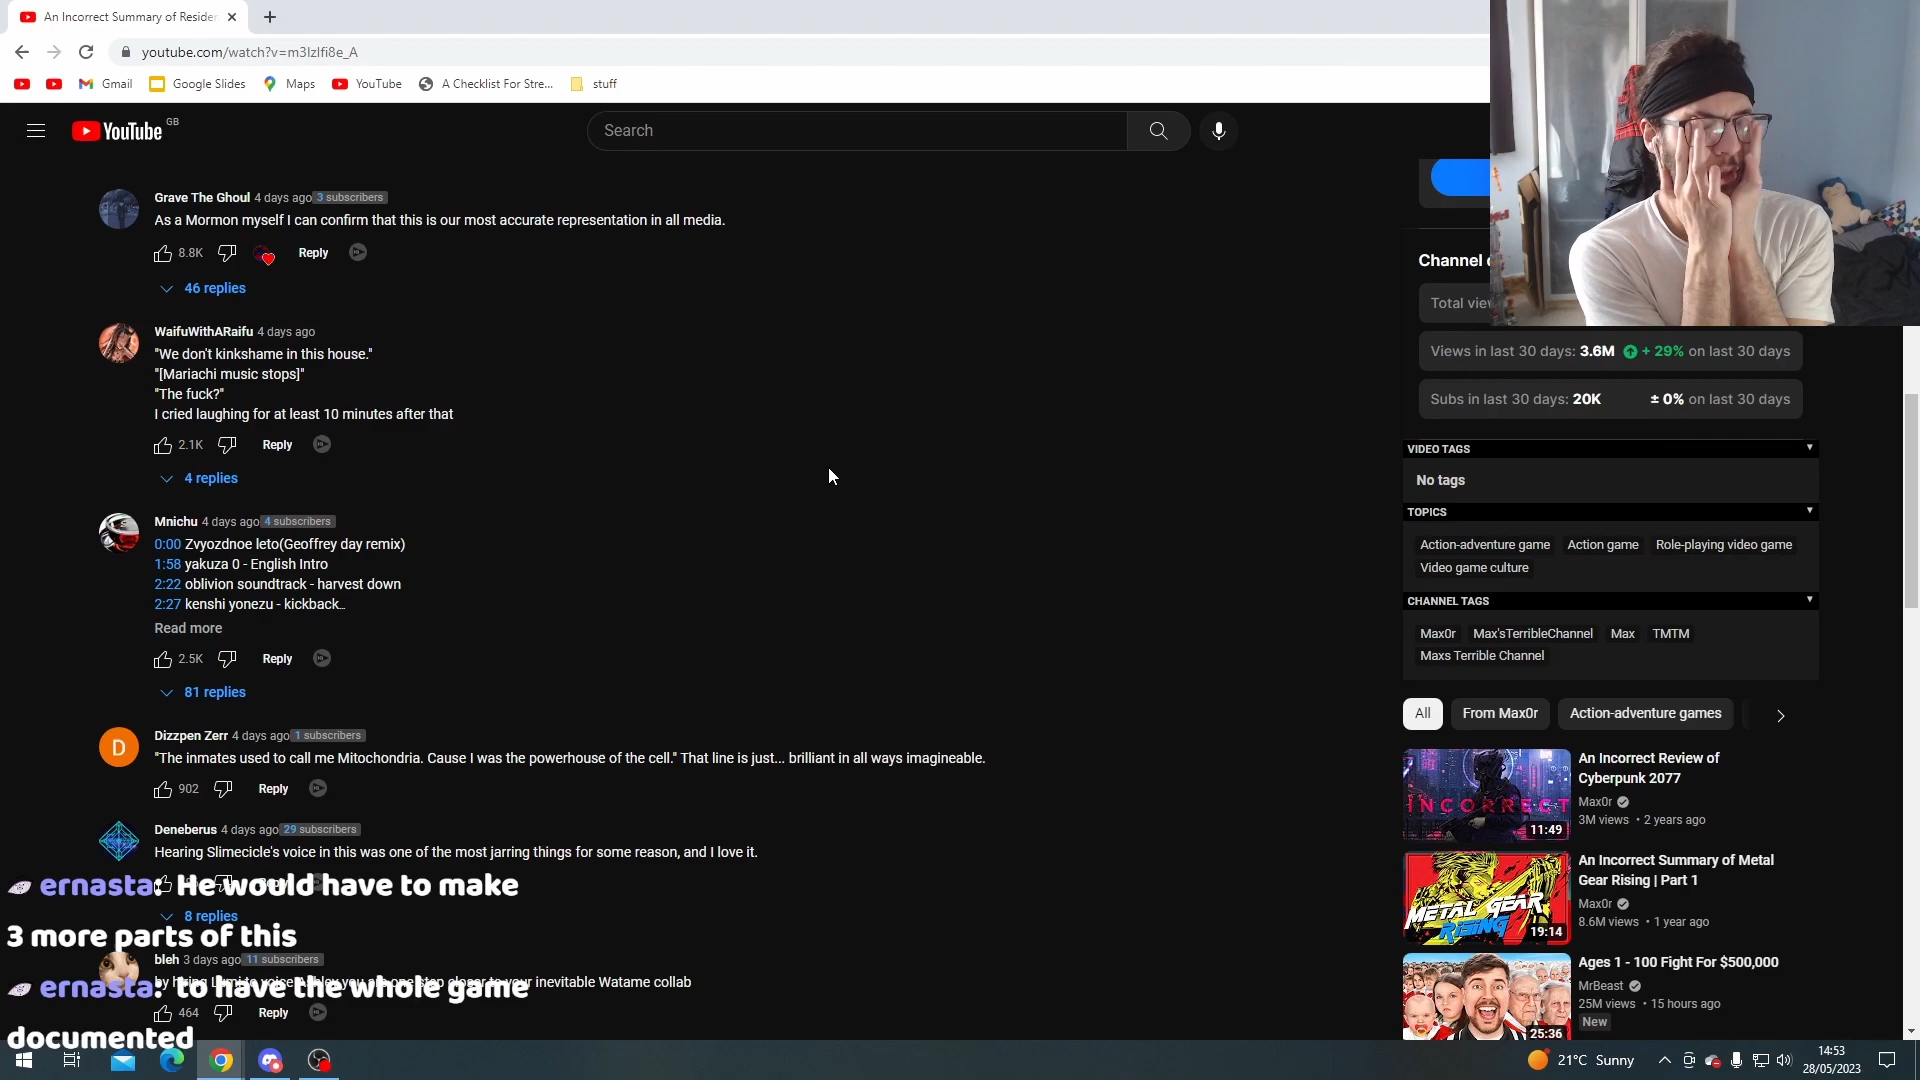 An Incorrect Summary of Residen
youtube.com/watch?v=m3lzlfi8e_A
Gmail
Google Slides
Maps
YouTube
A Checklist For Stre...
stuff
YouTube GB
Search
Grave The Ghoul 4 days ago 3 subscribers
As a Mormon myself I can confirm that this is our most accurate representation in all media.
8.8K Reply
46 replies
WaifuWithARaifu 4 days ago
"We don't kinkshame in this house."
"[Mariachi music stops]"
"The fuck?"
I cried laughing for at least 10 minutes after that
2.1K Reply
4 replies
Mnichu 4 days ago 4 subscribers
0:00 Zvyozdnoe leto(Geoffrey day remix)
1:58 yakuza 0 - English Intro
2:22 oblivion soundtrack - harvest down
2:27 kenshi yonezu - kickback...
Read more
2.5K Reply
81 replies
D
Dizzpen Zerr 4 days ago 1 subscribers
"The inmates used to call me Mitochondria. Cause I was the powerhouse of the cell." That line is just... brilliant in all ways imagineable.
902 Reply
Deneberus 4 days ago 29 subscribers
Hearing Slimecicle's voice in this was one of the most jarring things for some reason, and I love it.
8 replies
bleh 3 days ago 11 subscribers
your inevitable Watame collab
464 Reply
ernasta: He would have to make
3 more parts of this
ernasta: to have the whole game
documented
Channel
Total
Views in last 30 days: 3.6M + 29% on last 30 days
Subs in last 30 days: 20K ± 0% on last 30 days
VIDEO TAGS
No tags
TOPICS
Action-adventure game Action game Role-playing video game
Video game culture
CHANNEL TAGS
Max0r Max'sTerribleChannel Max TMTM
Maxs Terrible Channel
All From Max0r Action-adventure games
INCORRECT
11:49
An Incorrect Review of
Cyberpunk 2077
Max0r
3M views • 2 years ago
METAL GEAR
RISING
19:14
An Incorrect Summary of Metal
Gear Rising | Part 1
Max0r
8.6M views • 1 year ago
25:36
Ages 1 - 100 Fight For $500,000
MrBeast
25M views • 15 hours ago
New
21°C Sunny
14:53
28/05/2023